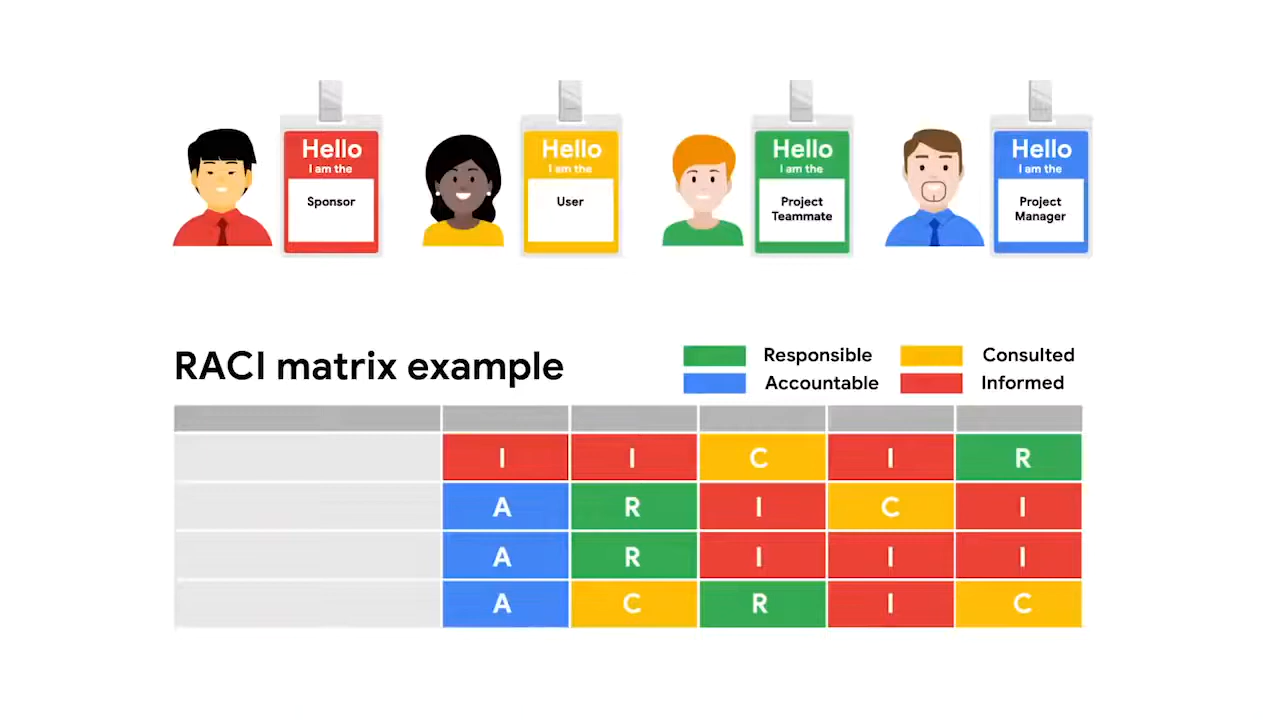 Hello
I am the
Sponsor
Hello
I am the
User
Hello
I am the
Project
Teammate
Hello
I am the
Project
Manager
RACI matrix example
Responsible
Consulted
Accountable
Informed
I I C I R
A R I C I
A R I I I
A C R I C